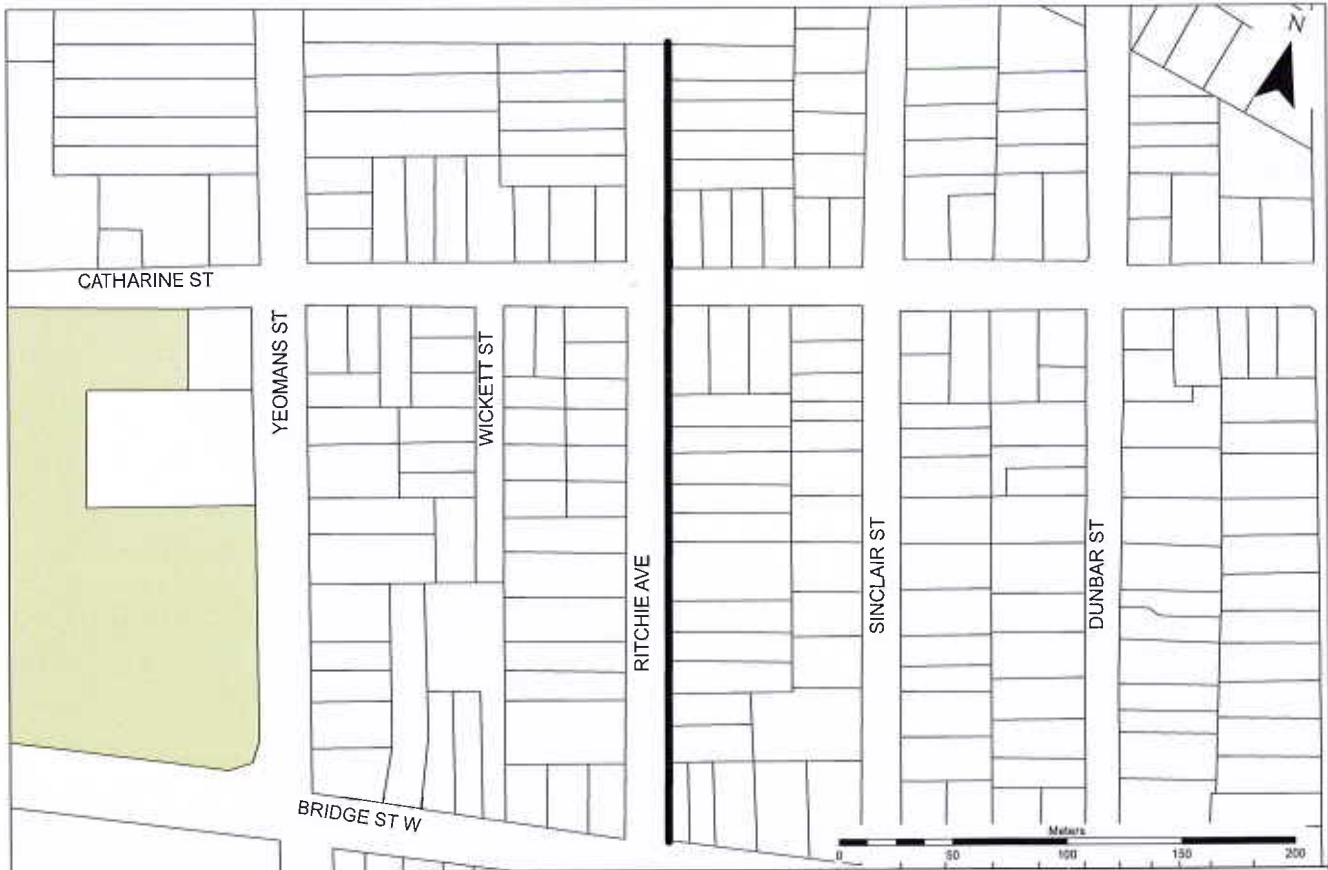 N
CATHARINE ST
YEOMANS ST
WICKETT ST
RITCHIE AVE
SINCLAIR ST
DUNBAR ST
BRIDGE ST W
Meters
0 50 100 150 200